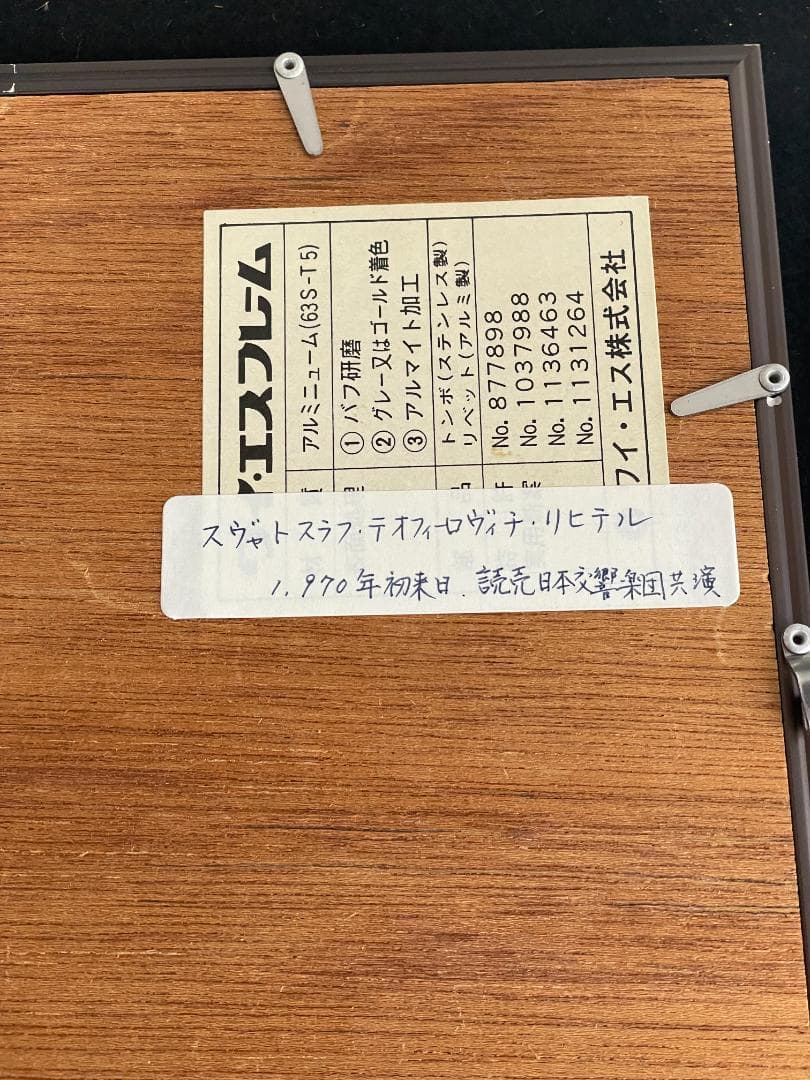 エスフレーム
アルミニューム(63S-T5)
① バフ研磨
② グレー又はゴールド着色
③ アルマイト加工
トンボ(ステンレス製)
リベット(アルミ製)
No. 877898
No. 1037988
No. 1136463
No. 1131264
フイ・エス株式会社
スヴャトスラフ・テオフィーロヴィチ・リヒテル
1,970年初来日.読売日本交響楽団共演